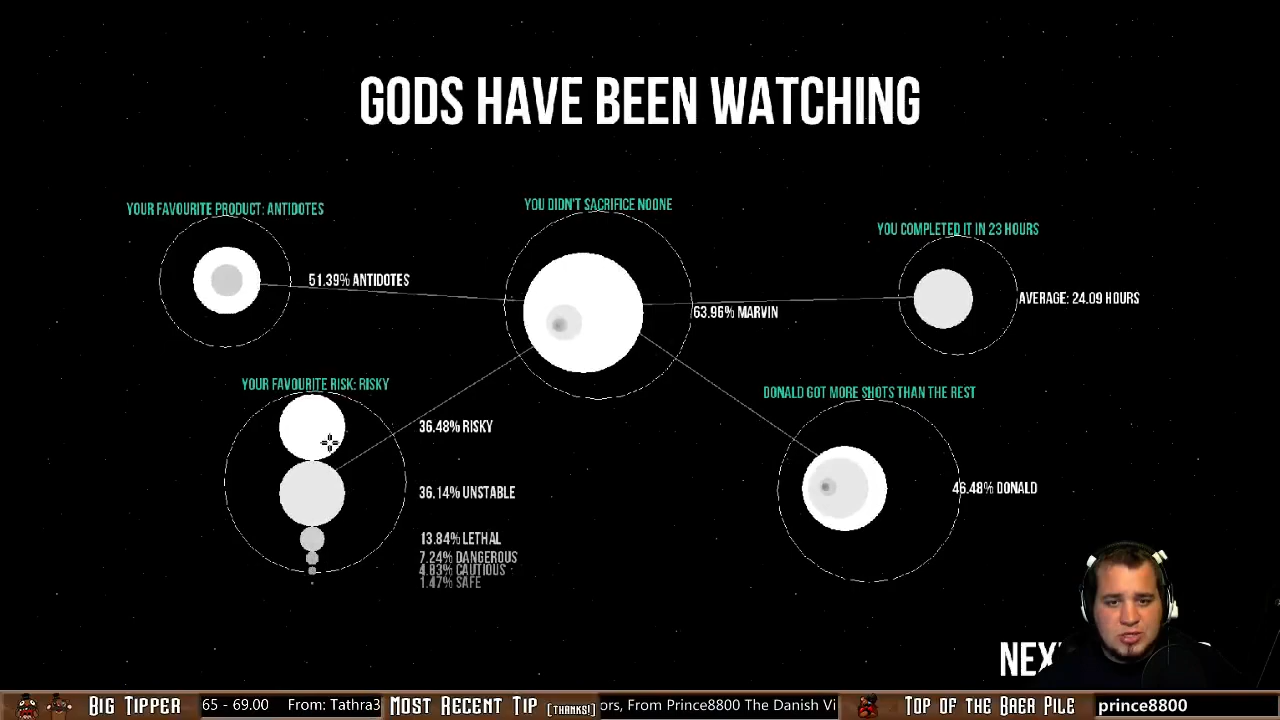 GODS HAVE BEEN WATCHING
YOUR FAVOURITE PRODUCT: ANTIDOTES
51.39% ANTIDOTES
YOU DIDN'T SACRIFICE NOONE
63.96% MARVIN
YOU COMPLETED IT IN 23 HOURS
AVERAGE: 24.09 HOURS
YOUR FAVOURITE RISK: RISKY
36.48% RISKY
36.14% UNSTABLE
13.84% LETHAL
7.24% DANGEROUS
4.83% CAUTIOUS
1.47% SAFE
DONALD GOT MORE SHOTS THAN THE REST
46.48% DONALD
NEX
BIG TIPPER
65 - 69.00 From: Tathra3
MOST RECENT TIP [THANKS!]
ors, From Prince8800 The Danish Vi
TOP OF THE BAER PILE
prince8800